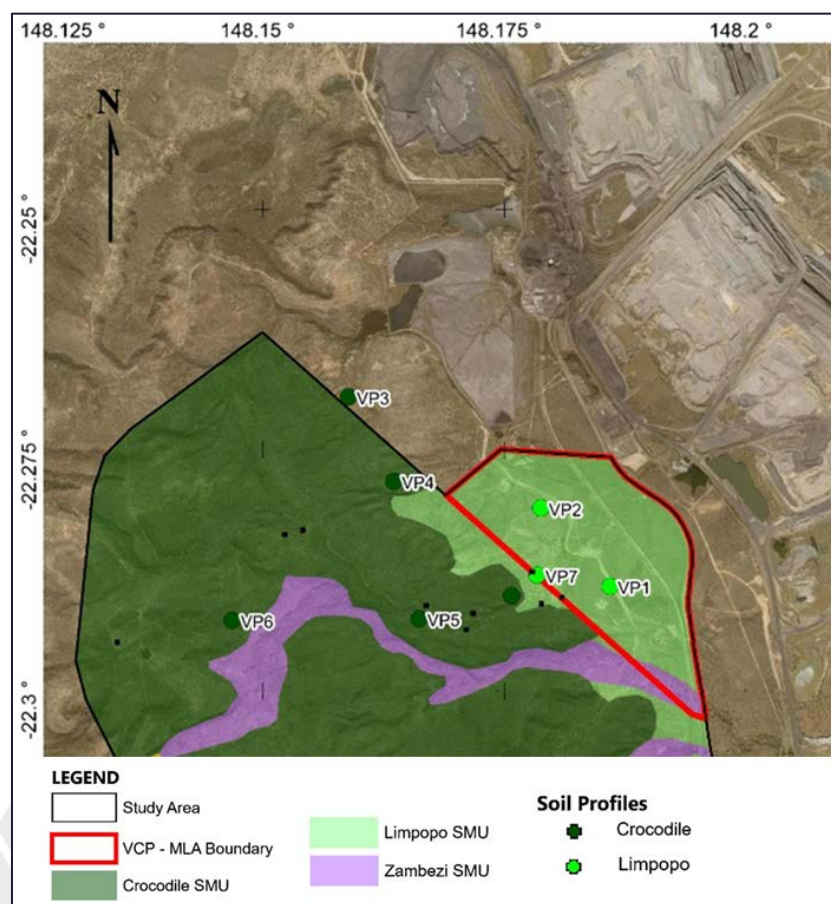 148.125 °
148.15 °
148.175 °
148.2 °
N
-22.25 °
VP3
-22.275 °
VP4
VP2
VP7
VP1
VP6
VP5
-22.3 °
LEGEND
Study Area
VCP - MLA Boundary
Crocodile SMU
Limpopo SMU
Zambezi SMU
Soil Profiles
Crocodile
Limpopo